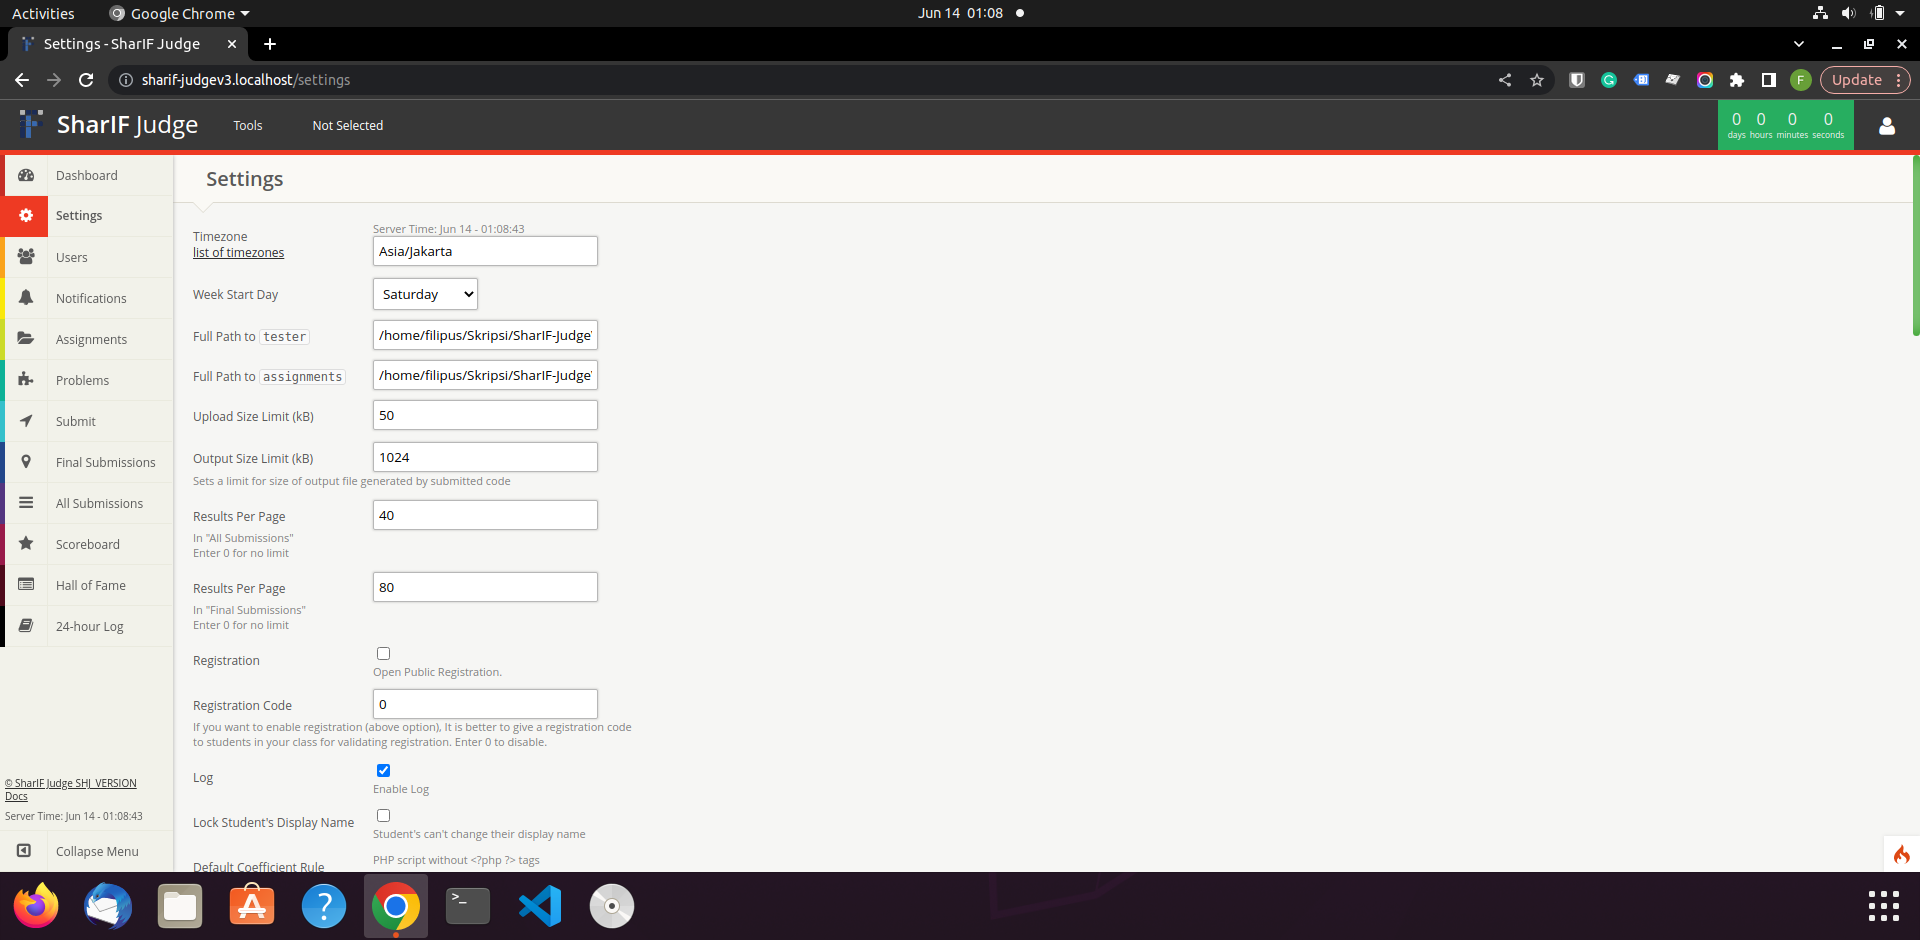 Activities
Google Chrome
Jun 14 01:08
Settings - SharIF Judge
sharif-judgev3.localhost/settings
F
Update
SharIF Judge
Tools
Not Selected
0 0 0 0
days hours minutes seconds
Dashboard
Settings
Users
Notifications
Assignments
Problems
Submit
Final Submissions
All Submissions
Scoreboard
Hall of Fame
24-hour Log
© SharIF Judge SHJ_VERSION
Docs
Server Time: Jun 14 - 01:08:43
Collapse Menu
Settings
Server Time: Jun 14 - 01:08:43
Timezone
list of timezones
Asia/Jakarta
Week Start Day
Saturday
Full Path to tester
/home/filipus/Skripsi/SharIF-Judge
Full Path to assignments
/home/filipus/Skripsi/SharIF-Judge
Upload Size Limit (kB)
50
Output Size Limit (kB)
1024
Sets a limit for size of output file generated by submitted code
Results Per Page
40
In "All Submissions"
Enter 0 for no limit
Results Per Page
80
In "Final Submissions"
Enter 0 for no limit
Registration
Open Public Registration.
Registration Code
0
If you want to enable registration (above option), It is better to give a registration code
to students in your class for validating registration. Enter 0 to disable.
Log
Enable Log
Lock Student's Display Name
Student's can't change their display name
Default Coefficient Rule
PHP script without <?php ?> tags